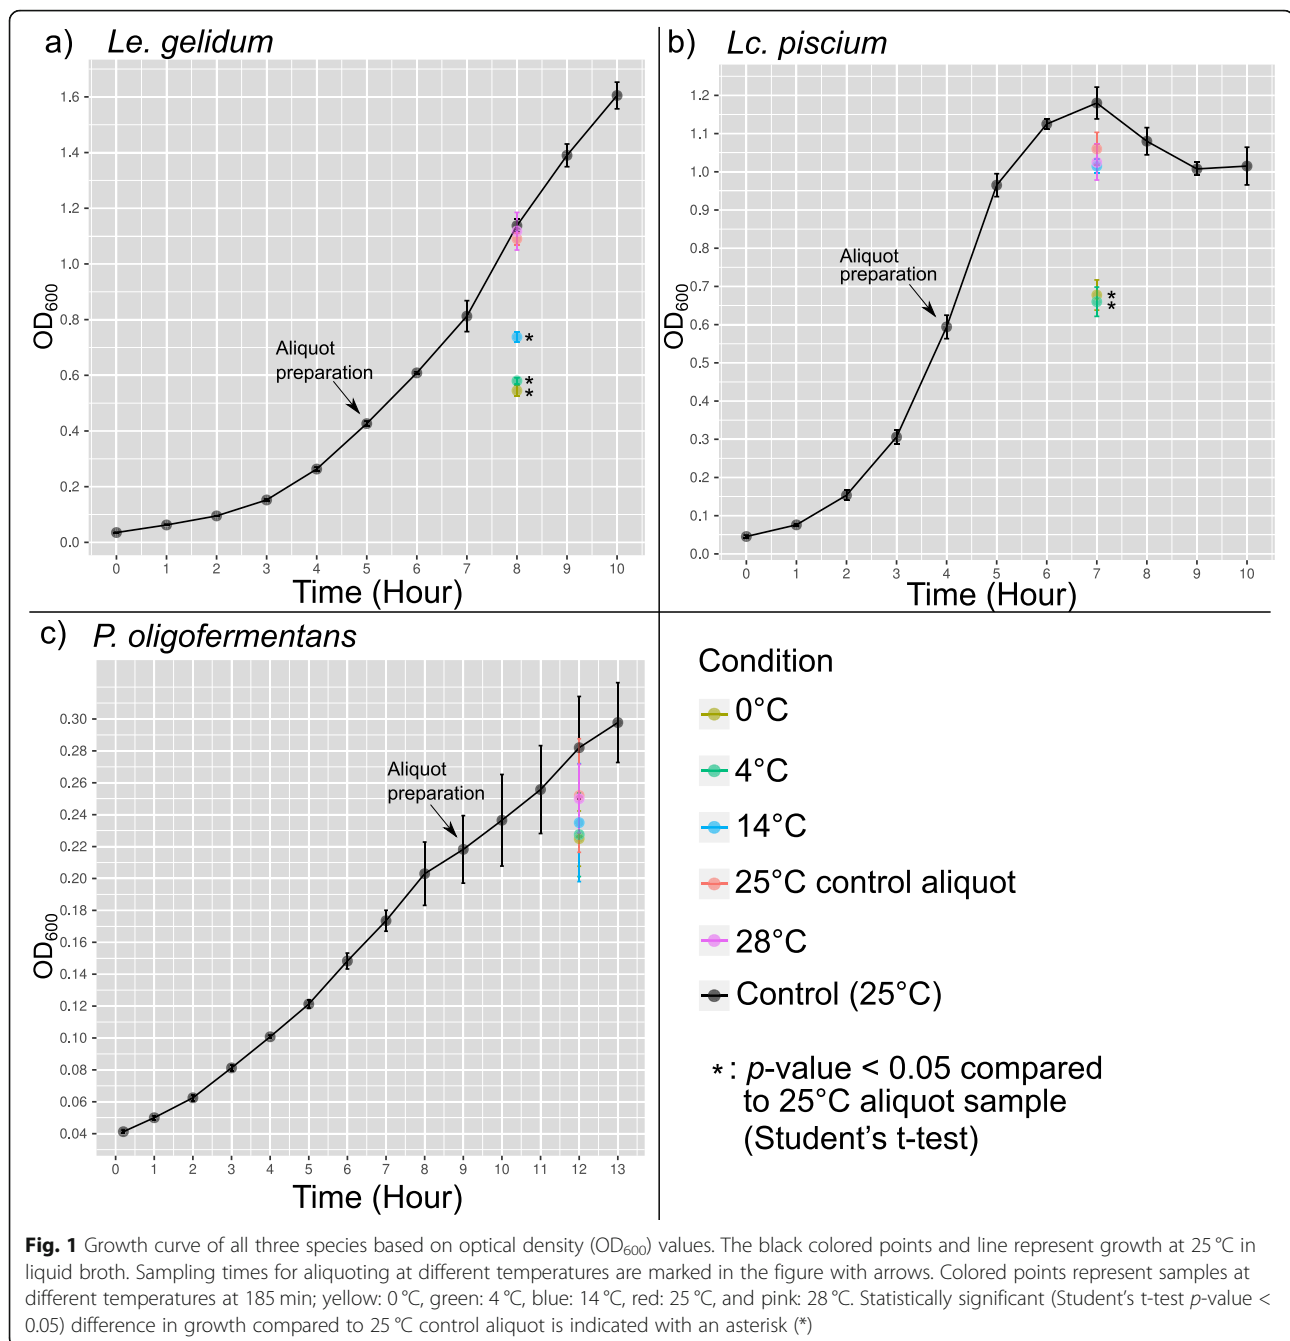 a) Le. gelidum
OD600
1.6
1.4
1.2
1.0
0.8
0.6
0.4
0.2
0.0
Aliquot
preparation
*
*
*
0 1 2 3 4 5 6 7 8 9 10
Time (Hour)
b) Lc. piscium
OD600
1.2
1.1
1.0
0.9
0.8
0.7
0.6
0.5
0.4
0.3
0.2
0.1
0.0
Aliquot
preparation
*
*
0 1 2 3 4 5 6 7 8 9 10
Time (Hour)
c) P. oligofermentans
OD600
0.30
0.28
0.26
0.24
0.22
0.20
0.18
0.16
0.14
0.12
0.10
0.08
0.06
0.04
Aliquot
preparation
0 1 2 3 4 5 6 7 8 9 10 11 12 13
Time (Hour)
Condition
0°C
4°C
14°C
25°C control aliquot
28°C
Control (25°C)
* : p-value < 0.05 compared
to 25°C aliquot sample
(Student's t-test)
Fig. 1 Growth curve of all three species based on optical density (OD600) values. The black colored points and line represent growth at 25 °C in
liquid broth. Sampling times for aliquoting at different temperatures are marked in the figure with arrows. Colored points represent samples at
different temperatures at 185 min; yellow: 0 °C, green: 4 °C, blue: 14 °C, red: 25 °C, and pink: 28 °C. Statistically significant (Student's t-test p-value <
0.05) difference in growth compared to 25 °C control aliquot is indicated with an asterisk (*)